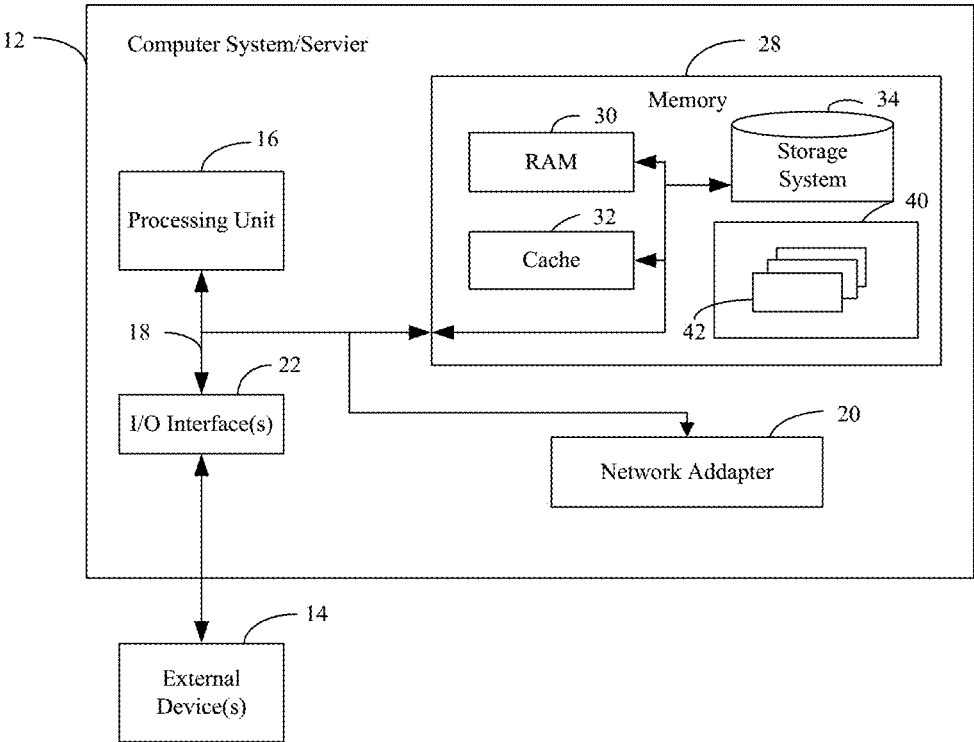 12
Computer System/Servier
28
Memory
34
30
RAM
Storage
System
16
Processing Unit
32
Cache
40
42
18
22
I/O Interface(s)
20
Network Addapter
14
External
Device(s)